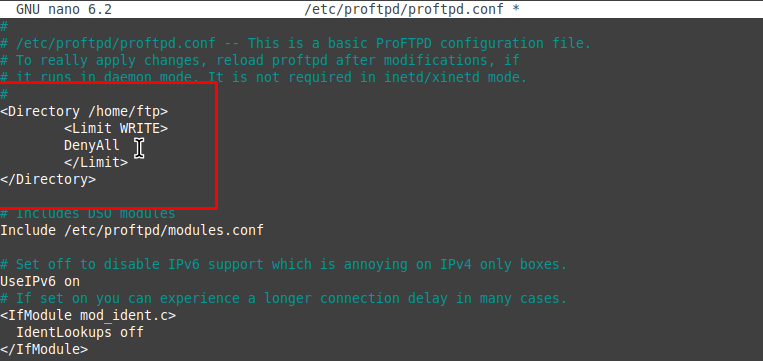 GNU nano 6.2 /etc/proftpd/proftpd.conf *
#
# /etc/proftpd/proftpd.conf -- This is a basic ProFTPD configuration file.
# To really apply changes, reload proftpd after modifications, if
# it runs in daemon mode. It is not required in inetd/xinetd mode.
#
<Directory /home/ftp>
<Limit WRITE>
DenyAll
</Limit>
</Directory>
# Includes DSO modules
Include /etc/proftpd/modules.conf
# Set off to disable IPv6 support which is annoying on IPv4 only boxes.
UseIPv6 on
# If set on you can experience a longer connection delay in many cases.
<IfModule mod_ident.c>
IdentLookups off
</IfModule>